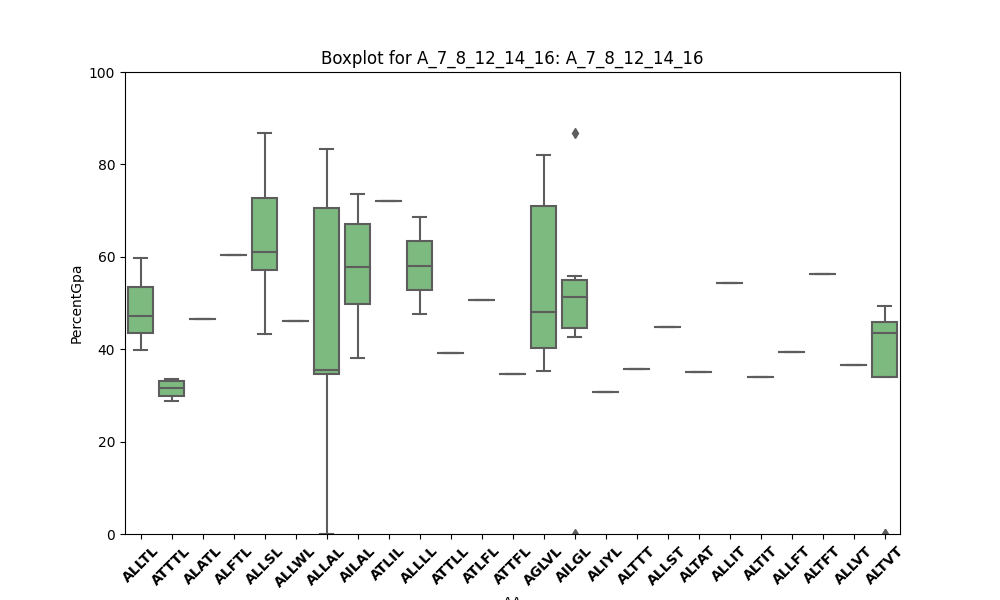 Boxplot for A_7_8_12_14_16: A_7_8_12_14_16
PercentGpa
100
80
60
40
20
0
ALLTL
ATTTL
ALATL
ALFTL
ALLSL
ALLWL
ALLAL
AILAL
ATLIL
ALLLL
ATTLL
ATLFL
ATTFL
AGLVL
AILGL
ALIYL
ALTTT
ALLST
ALTAT
ALLIT
ALTIT
ALLFT
ALTFT
ALLVT
ALTVT